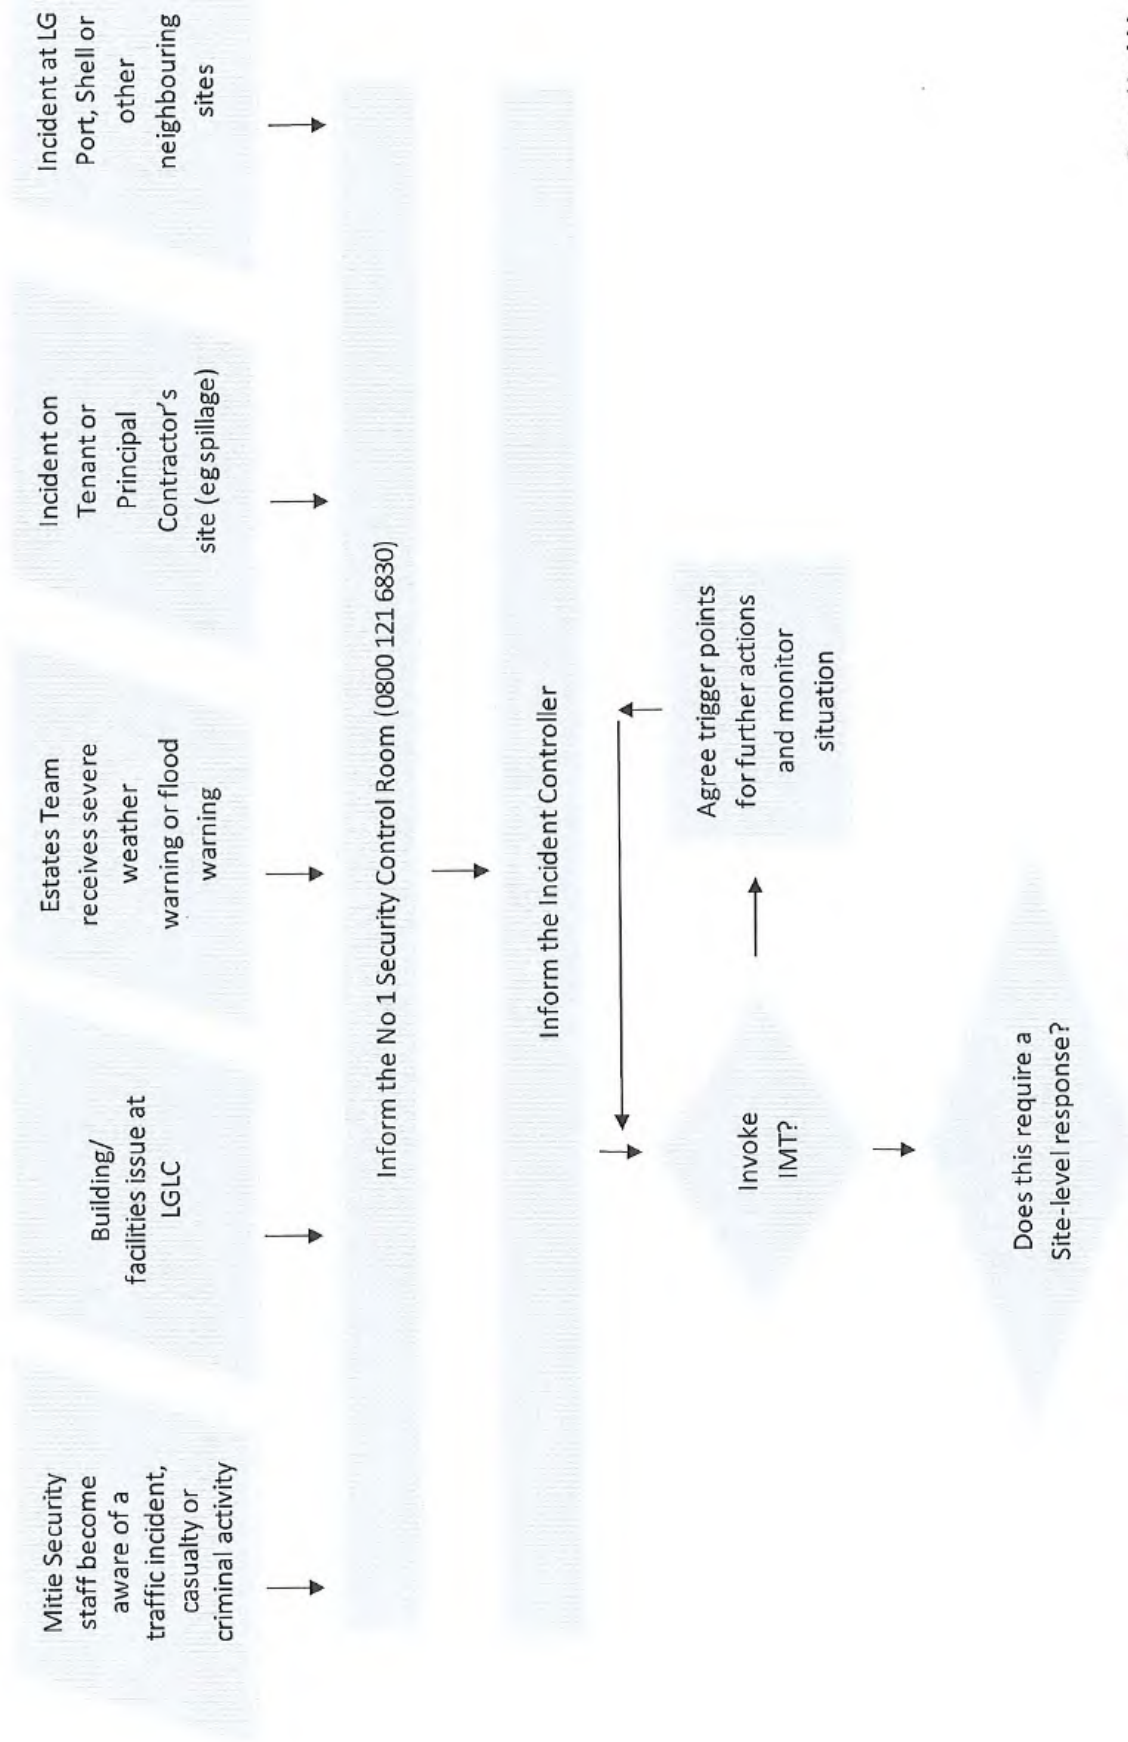 Mitie Security
staff become
aware of a
traffic incident,
casualty or
criminal activity
Building/
facilities issue at
LGLC
Estates Team
receives severe
weather
warning or flood
warning
Incident on
Tenant or
Principal
Contractor's
site (eg spillage)
Incident at LG
Port, Shell or
other
neighbouring
sites
Inform the No 1 Security Control Room (0800 121 6830)
Inform the Incident Controller
Invoke
IMT?
Agree trigger points
for further actions
and monitor
situation
Does this require a
Site-level response?